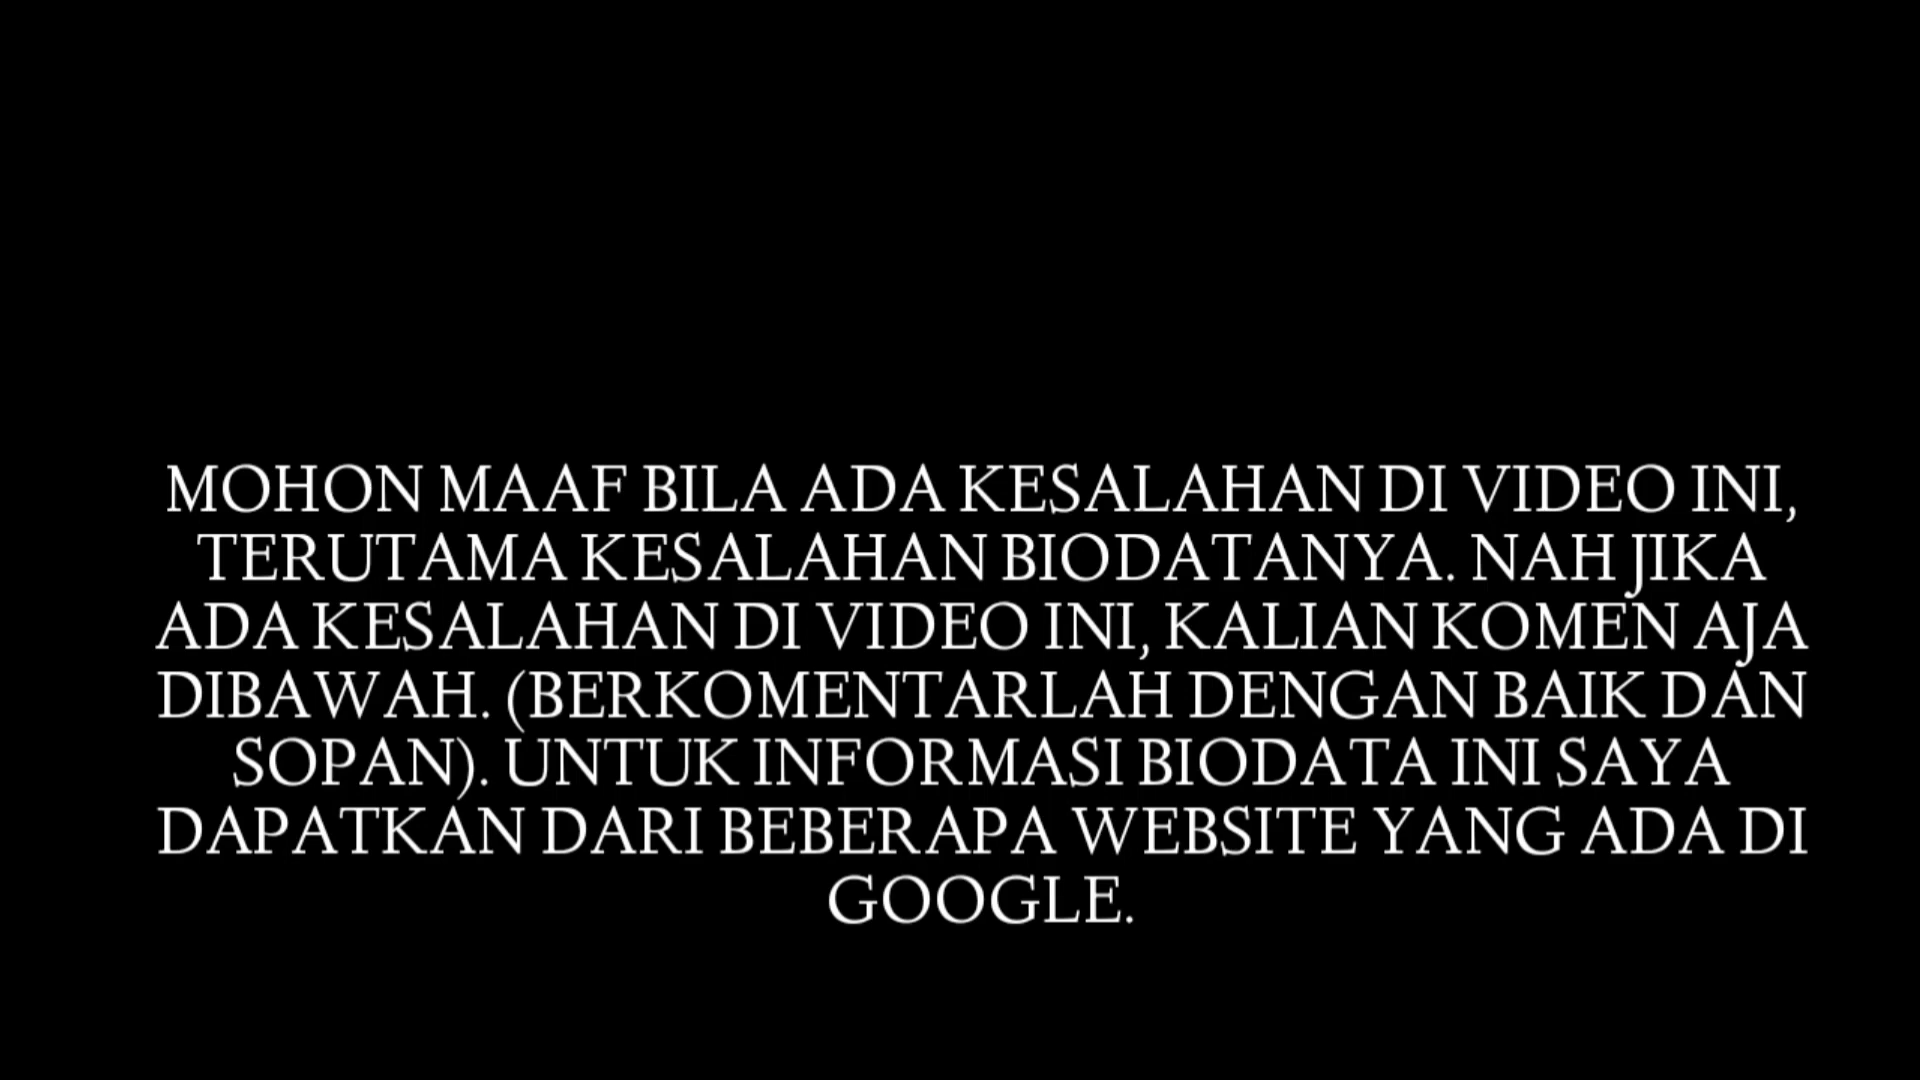 MOHON MAAF BILA ADA KESALAHAN DI VIDEO INI,
TERUTAMA KESALAHAN BIODATANYA. NAH JIKA
ADA KESALAHAN DI VIDEO INI, KALIAN KOMEN AJA
DIBAWAH. (BERKOMENTARLAH DENGAN BAIK DAN
SOPAN). UNTUK INFORMASI BIODATA INI SAYA
DAPATKAN DARI BEBERAPA WEBSITE YANG ADA DI
GOOGLE.